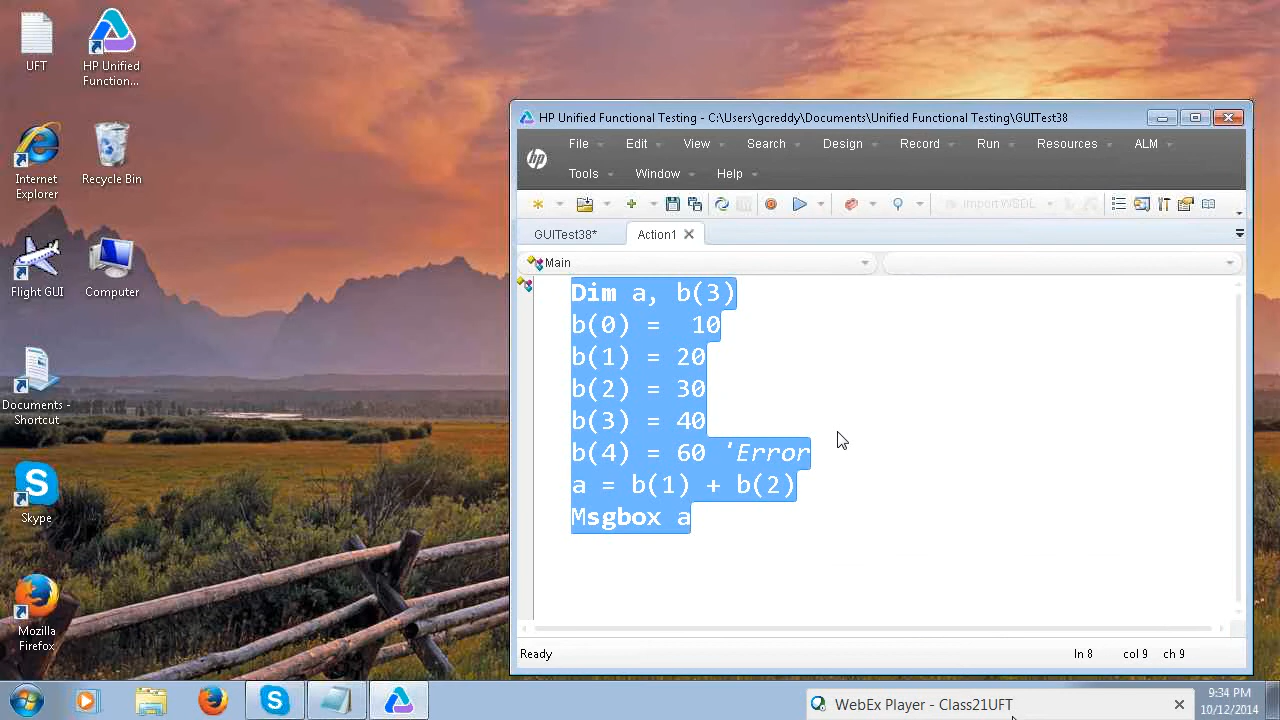 UFT
HP Unified
Function...
Internet
Explorer
Recycle Bin
Flight GUI
Computer
Documents -
Shortcut
Skype
Mozilla
Firefox
HP Unified Functional Testing - C:\Users\gcreddy\Documents\Unified Functional Testing\GUITest38
hp
File Edit View Search Design Record Run Resources ALM
Tools Window Help
Import WSDL
GUITest38* Action1
Main
Dim a, b(3)
b(0) =  10
b(1) = 20
b(2) = 30
b(3) = 40
b(4) = 60 'Error
a = b(1) + b(2)
Msgbox a
Ready ln 8 col 9 ch 9
WebEx Player - Class21UFT
9:34 PM
10/12/2014